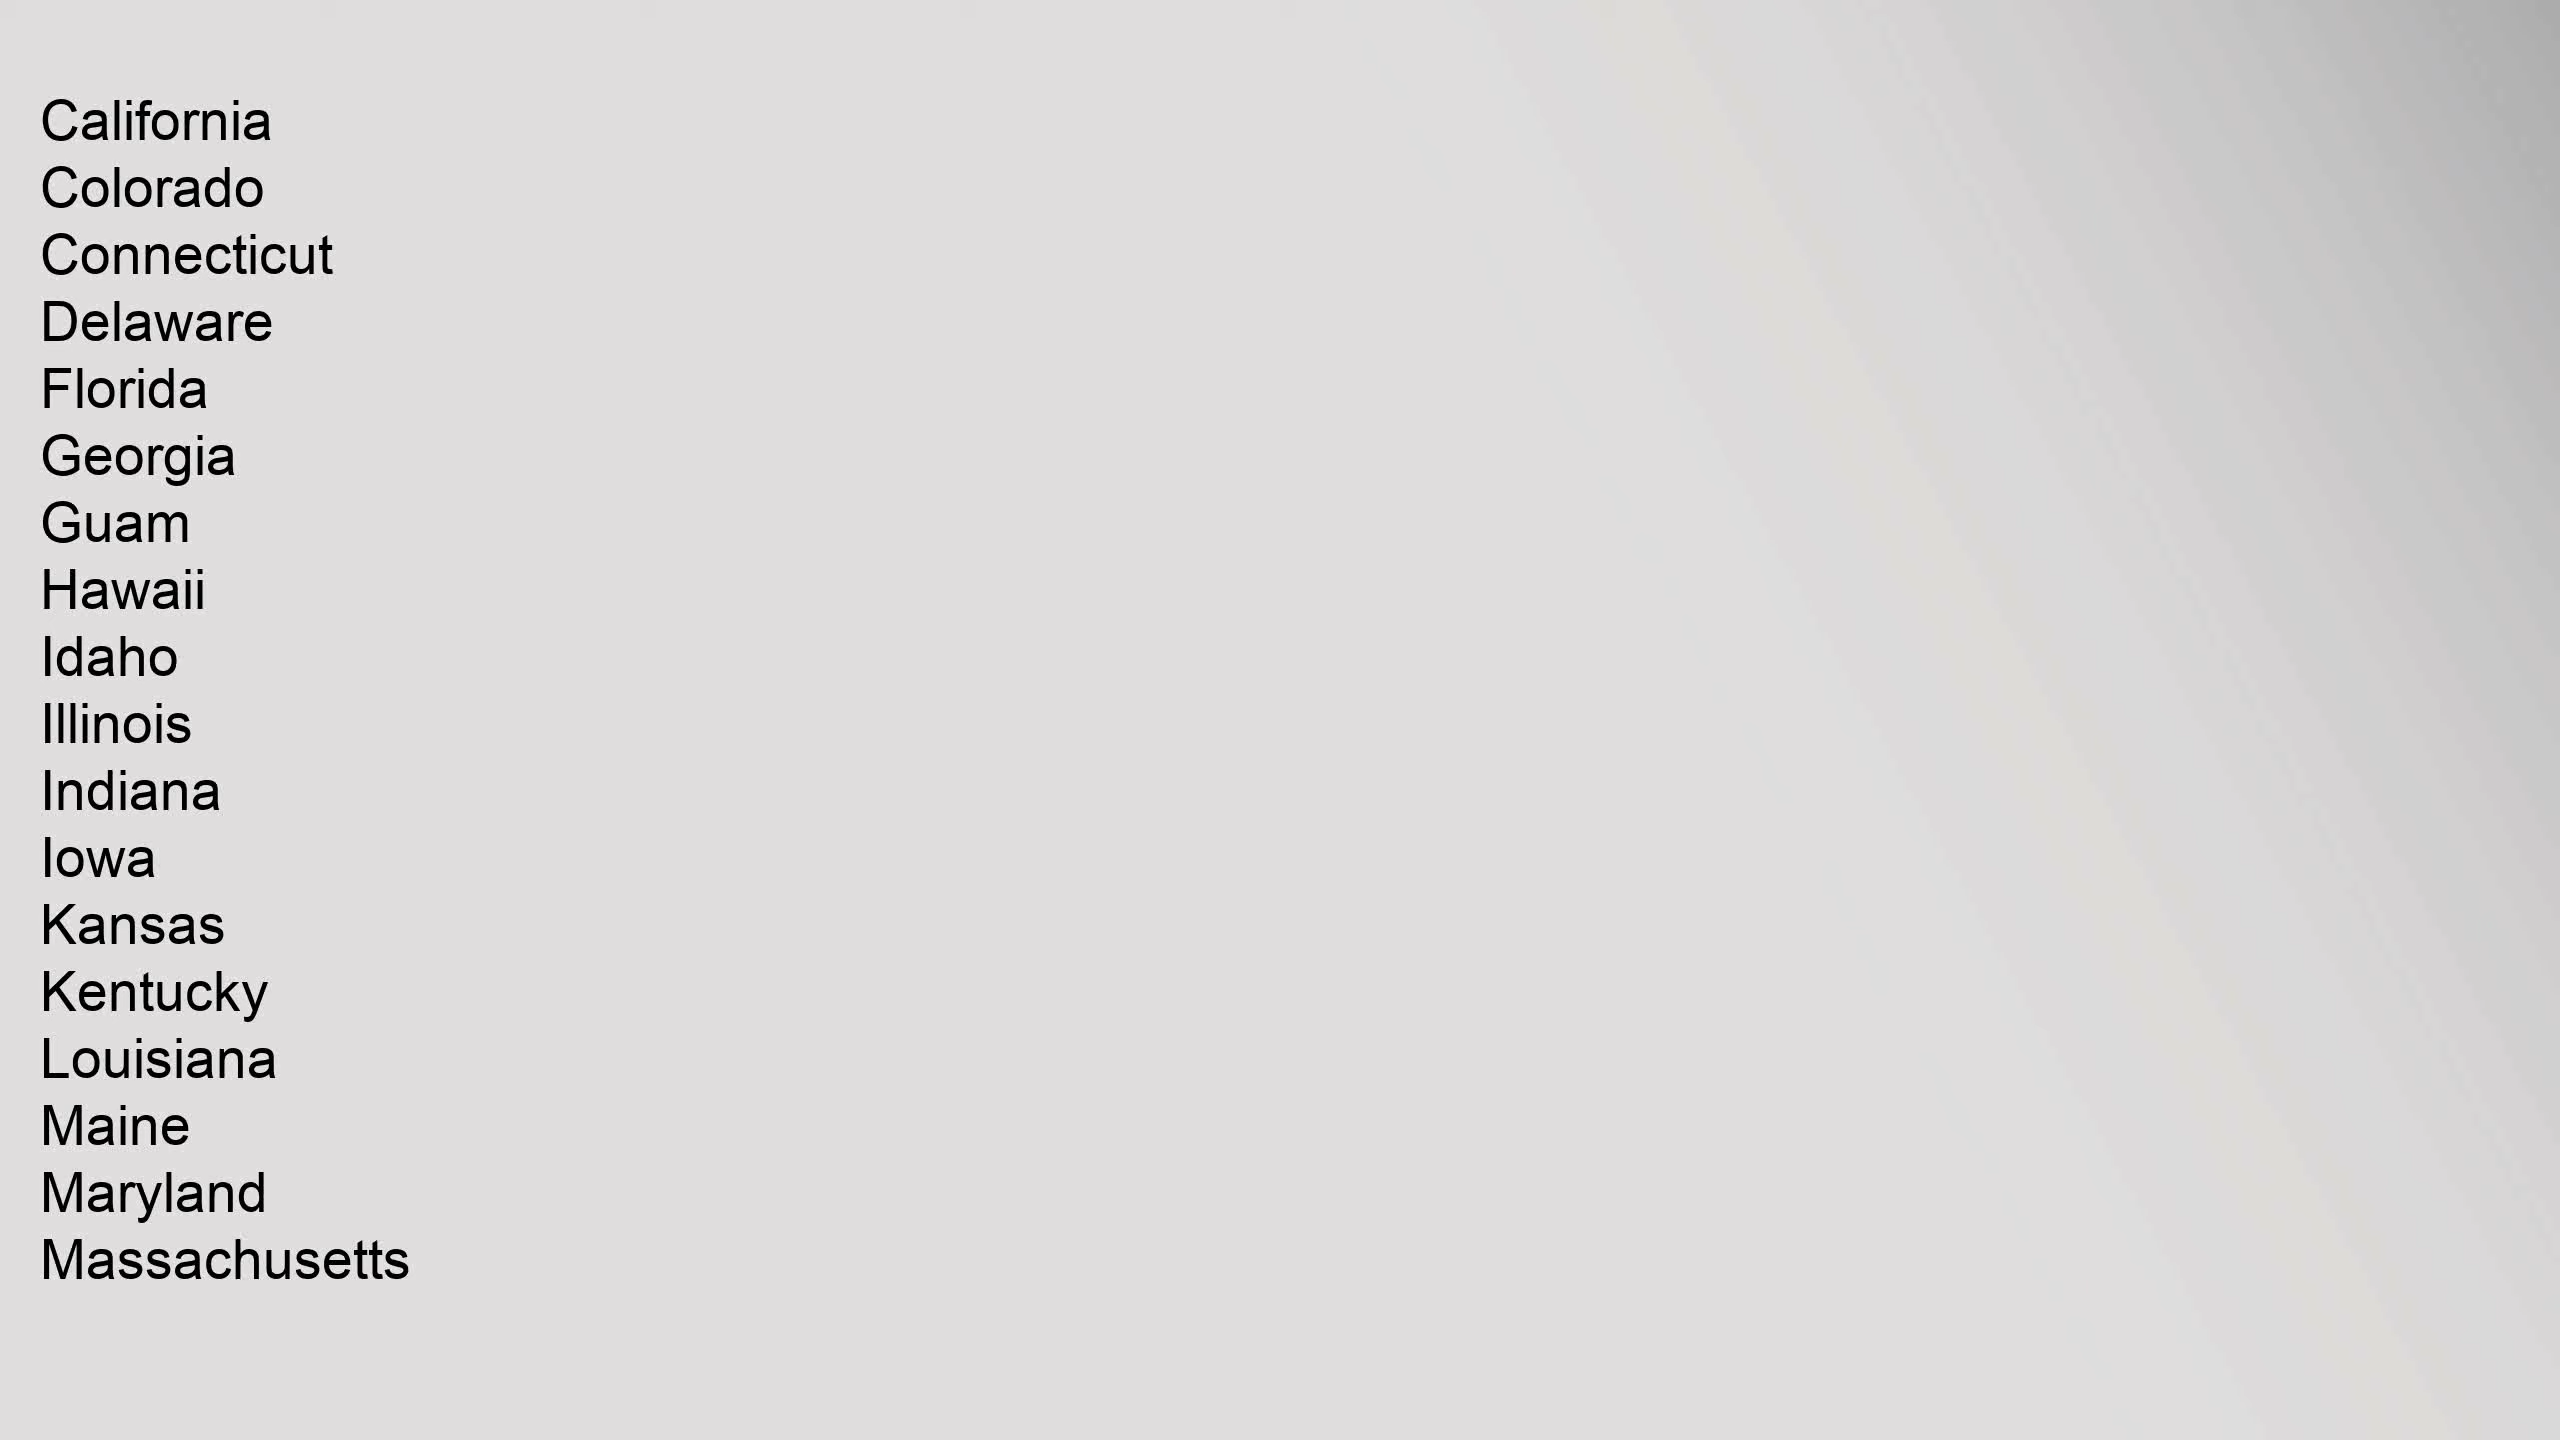 California
Colorado
Connecticut
Delaware
Florida
Georgia
Guam
Hawaii
Idaho
Illinois
Indiana
Iowa
Kansas
Kentucky
Louisiana
Maine
Maryland
Massachusetts